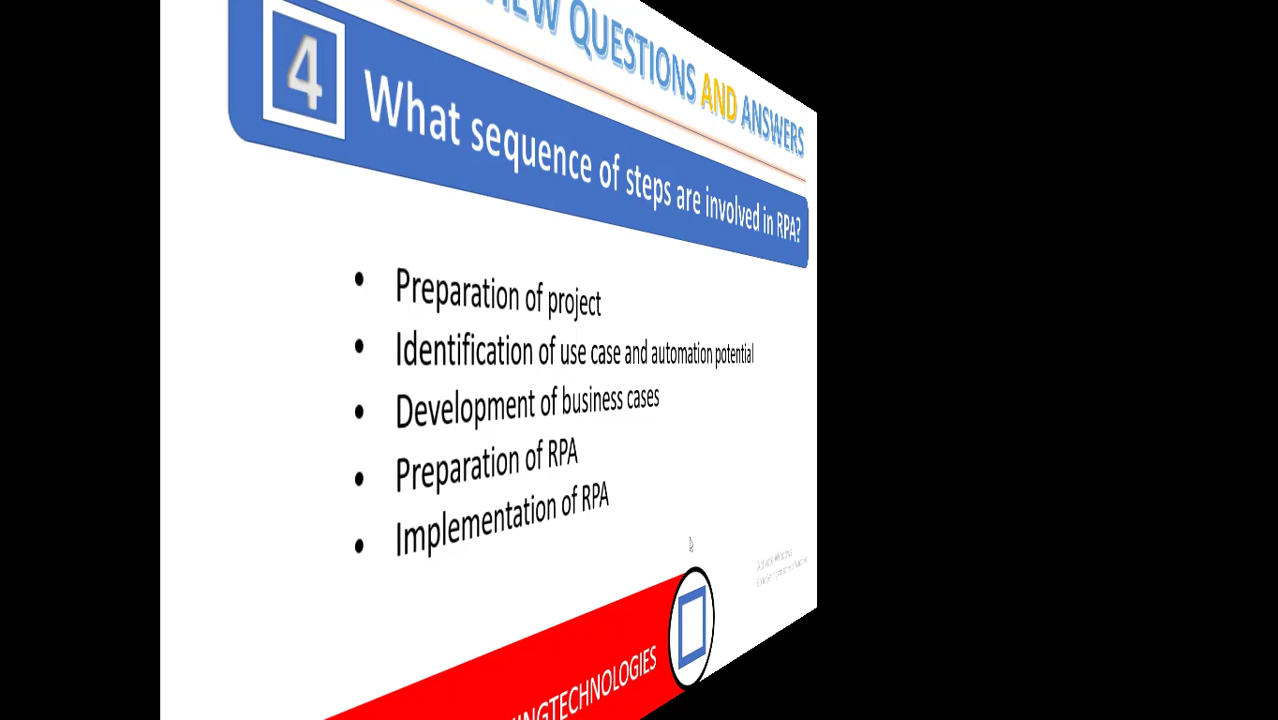 QUESTIONS AND ANSWERS
4 What sequence of steps are involved in RPA?
• Preparation of project
• Identification of use case and automation potential
• Development of business cases
• Preparation of RPA
• Implementation of RPA